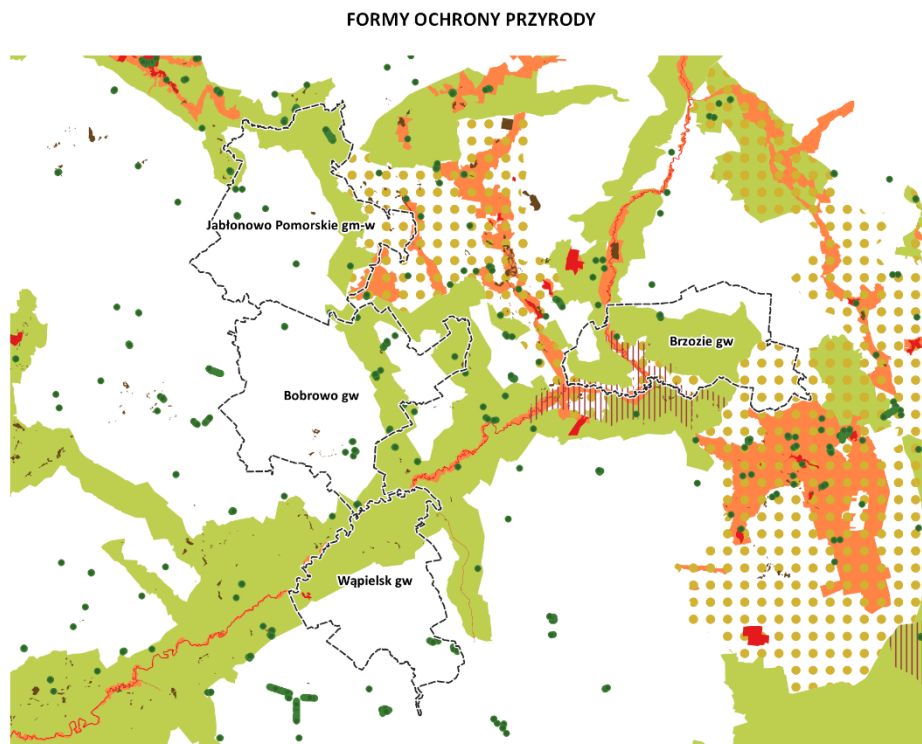 FORMY OCHRONY PRZYRODY
Jabłonowo Pomorskie gm-w
Brzozie gw
Bobrowo gw
Wąpielsk gw